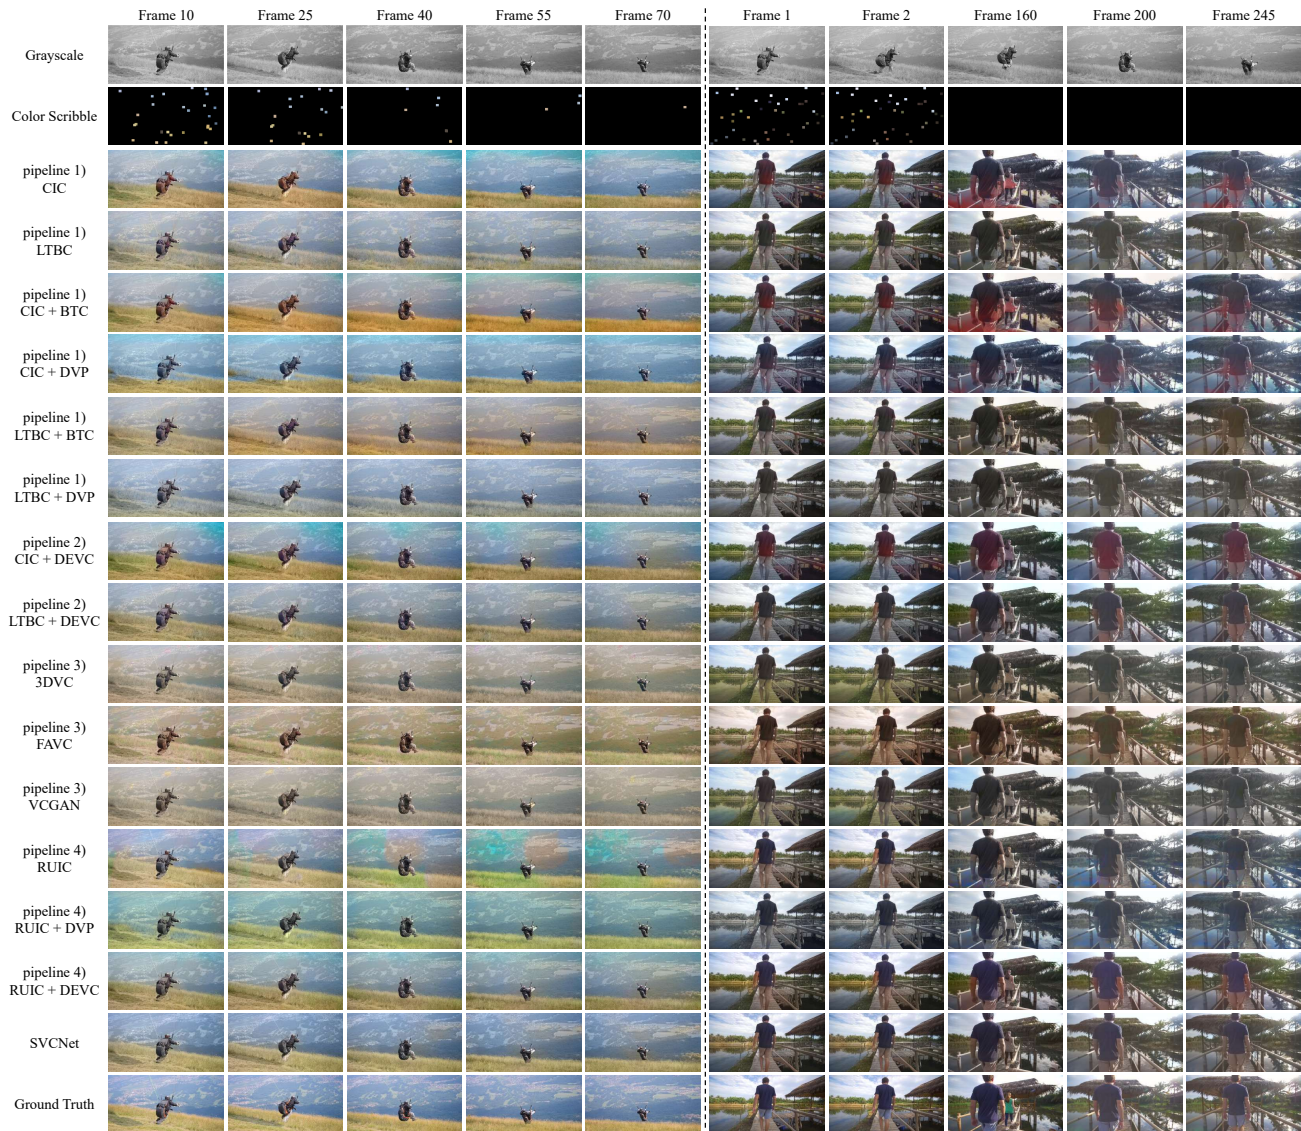 Frame 10 Frame 25 Frame 40 Frame 55 Frame 70 Frame 1 Frame 2 Frame 160 Frame 200 Frame 245
Grayscale
Color Scribble
pipeline 1)
CIC
pipeline 1)
LTBC
pipeline 1)
CIC + BTC
pipeline 1)
CIC + DVP
pipeline 1)
LTBC + BTC
pipeline 1)
LTBC + DVP
pipeline 2)
CIC + DEVC
pipeline 2)
LTBC + DEVC
pipeline 3)
3DVC
pipeline 3)
FAVC
pipeline 3)
VCGAN
pipeline 4)
RUIC
pipeline 4)
RUIC + DVP
pipeline 4)
RUIC + DEVC
SVCNet
Ground Truth